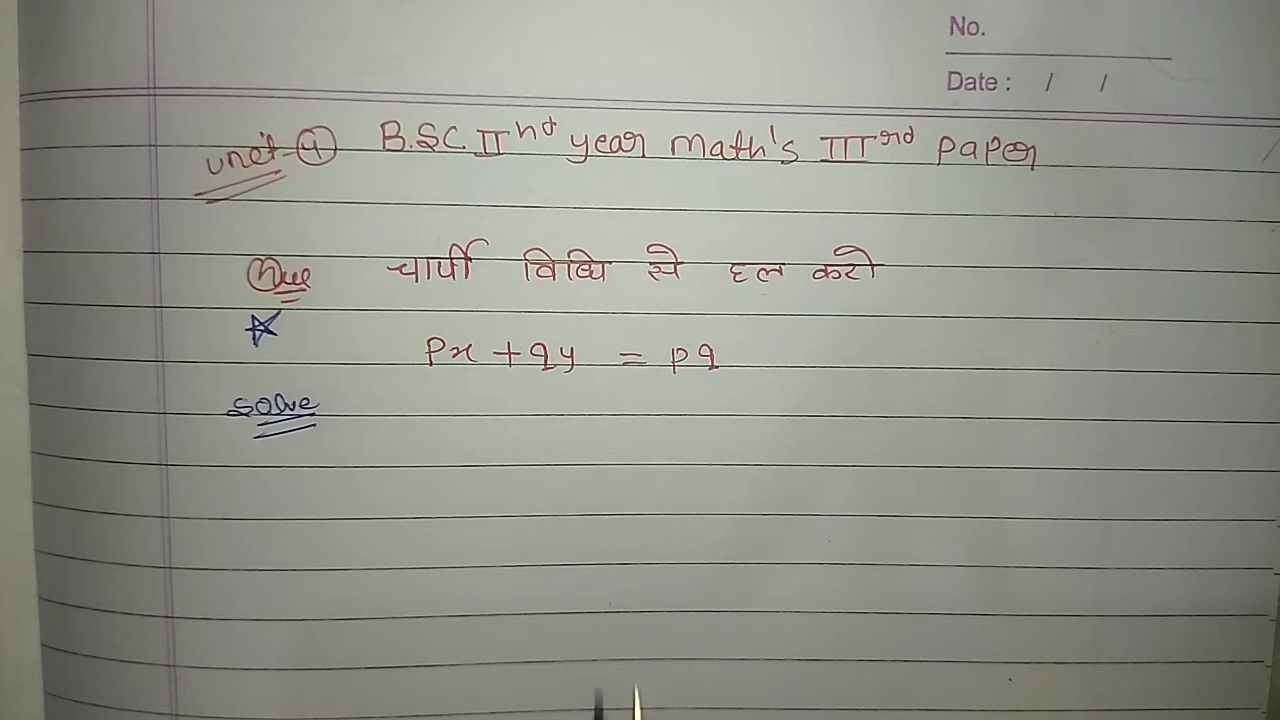 No.
Date : / /
unit-4 B.SC IInd year math's IIIrd paper
Que चार्पी विधि से हल करो
px + qy = pq
solve